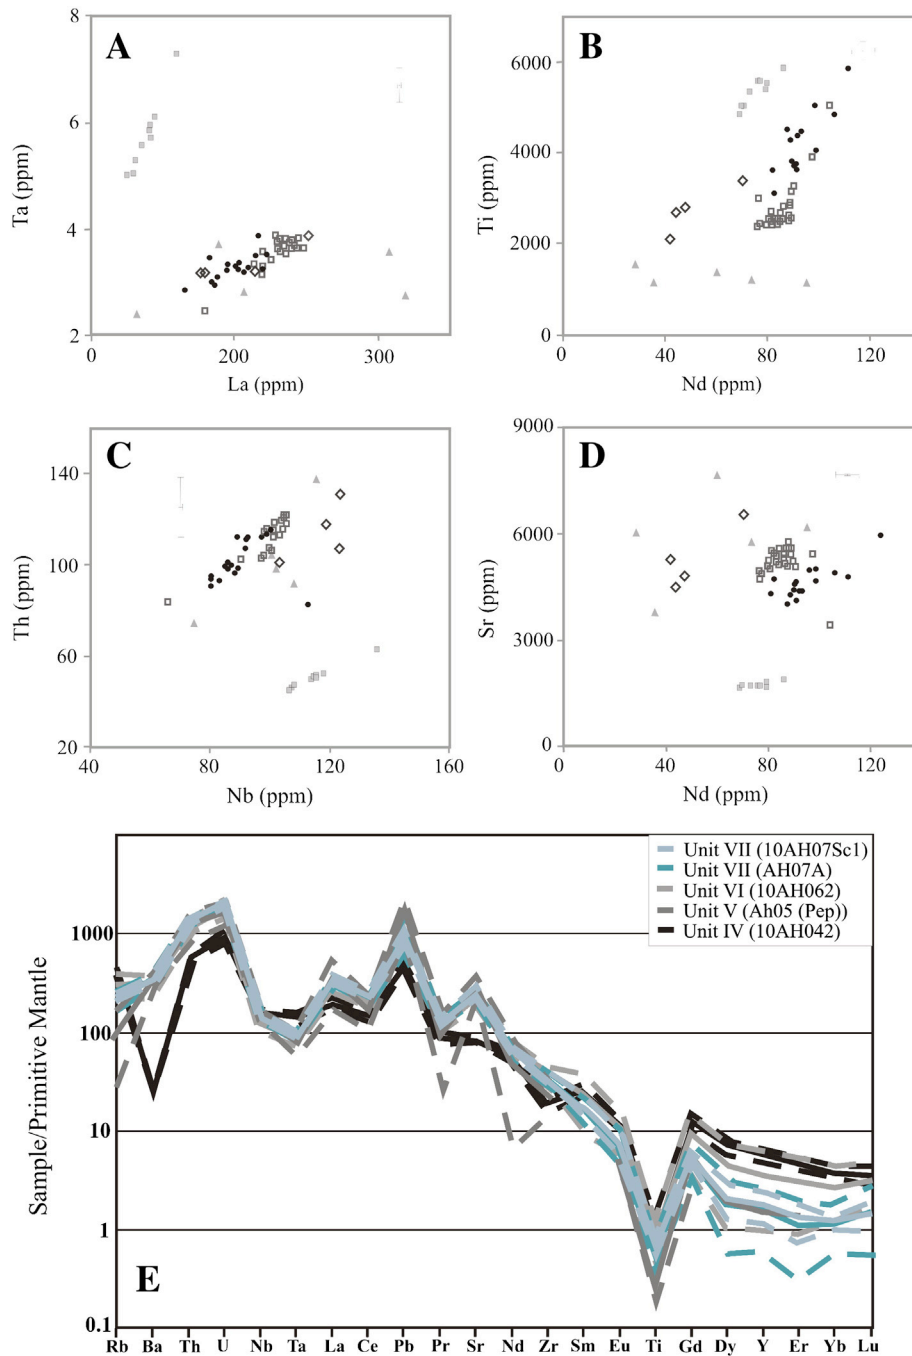 A
8
6
4
2
Ta (ppm)
0
200
300
La (ppm)
B
6000
4000
2000
0
Ti (ppm)
0
40
80
120
Nd (ppm)
C
140
100
60
20
Th (ppm)
40
80
120
160
Nb (ppm)
D
9000
6000
3000
0
Sr (ppm)
0
40
80
120
Nd (ppm)
Unit VII (10AH07Sc1)
Unit VII (AH07A)
Unit VI (10AH062)
Unit V (Ah05 (Pep))
Unit IV (10AH042)
1000
100
10
1
0.1
Sample/Primitive Mantle
E
Rb Ba Th U Nb Ta La Ce Pb Pr Sr Nd Zr Sm Eu Ti Gd Dy Y Er Yb Lu